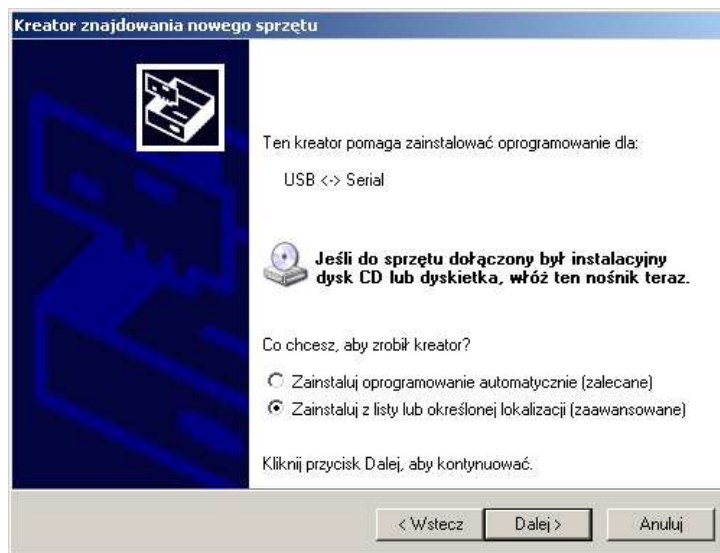 Kreator znajdowania nowego sprzętu
Ten kreator pomaga zainstalować oprogramowanie dla:
USB <-> Serial
Jeśli do sprzętu dołączony był instalacyjny
dysk CD lub dyskietka, włóż ten nośnik teraz.
Co chcesz, aby zrobił kreator?
Zainstaluj oprogramowanie automatycznie (zalecane)
Zainstaluj z listy lub określonej lokalizacji (zaawansowane)
Kliknij przycisk Dalej, aby kontynuować.
< Wstecz
Dalej >
Anuluj